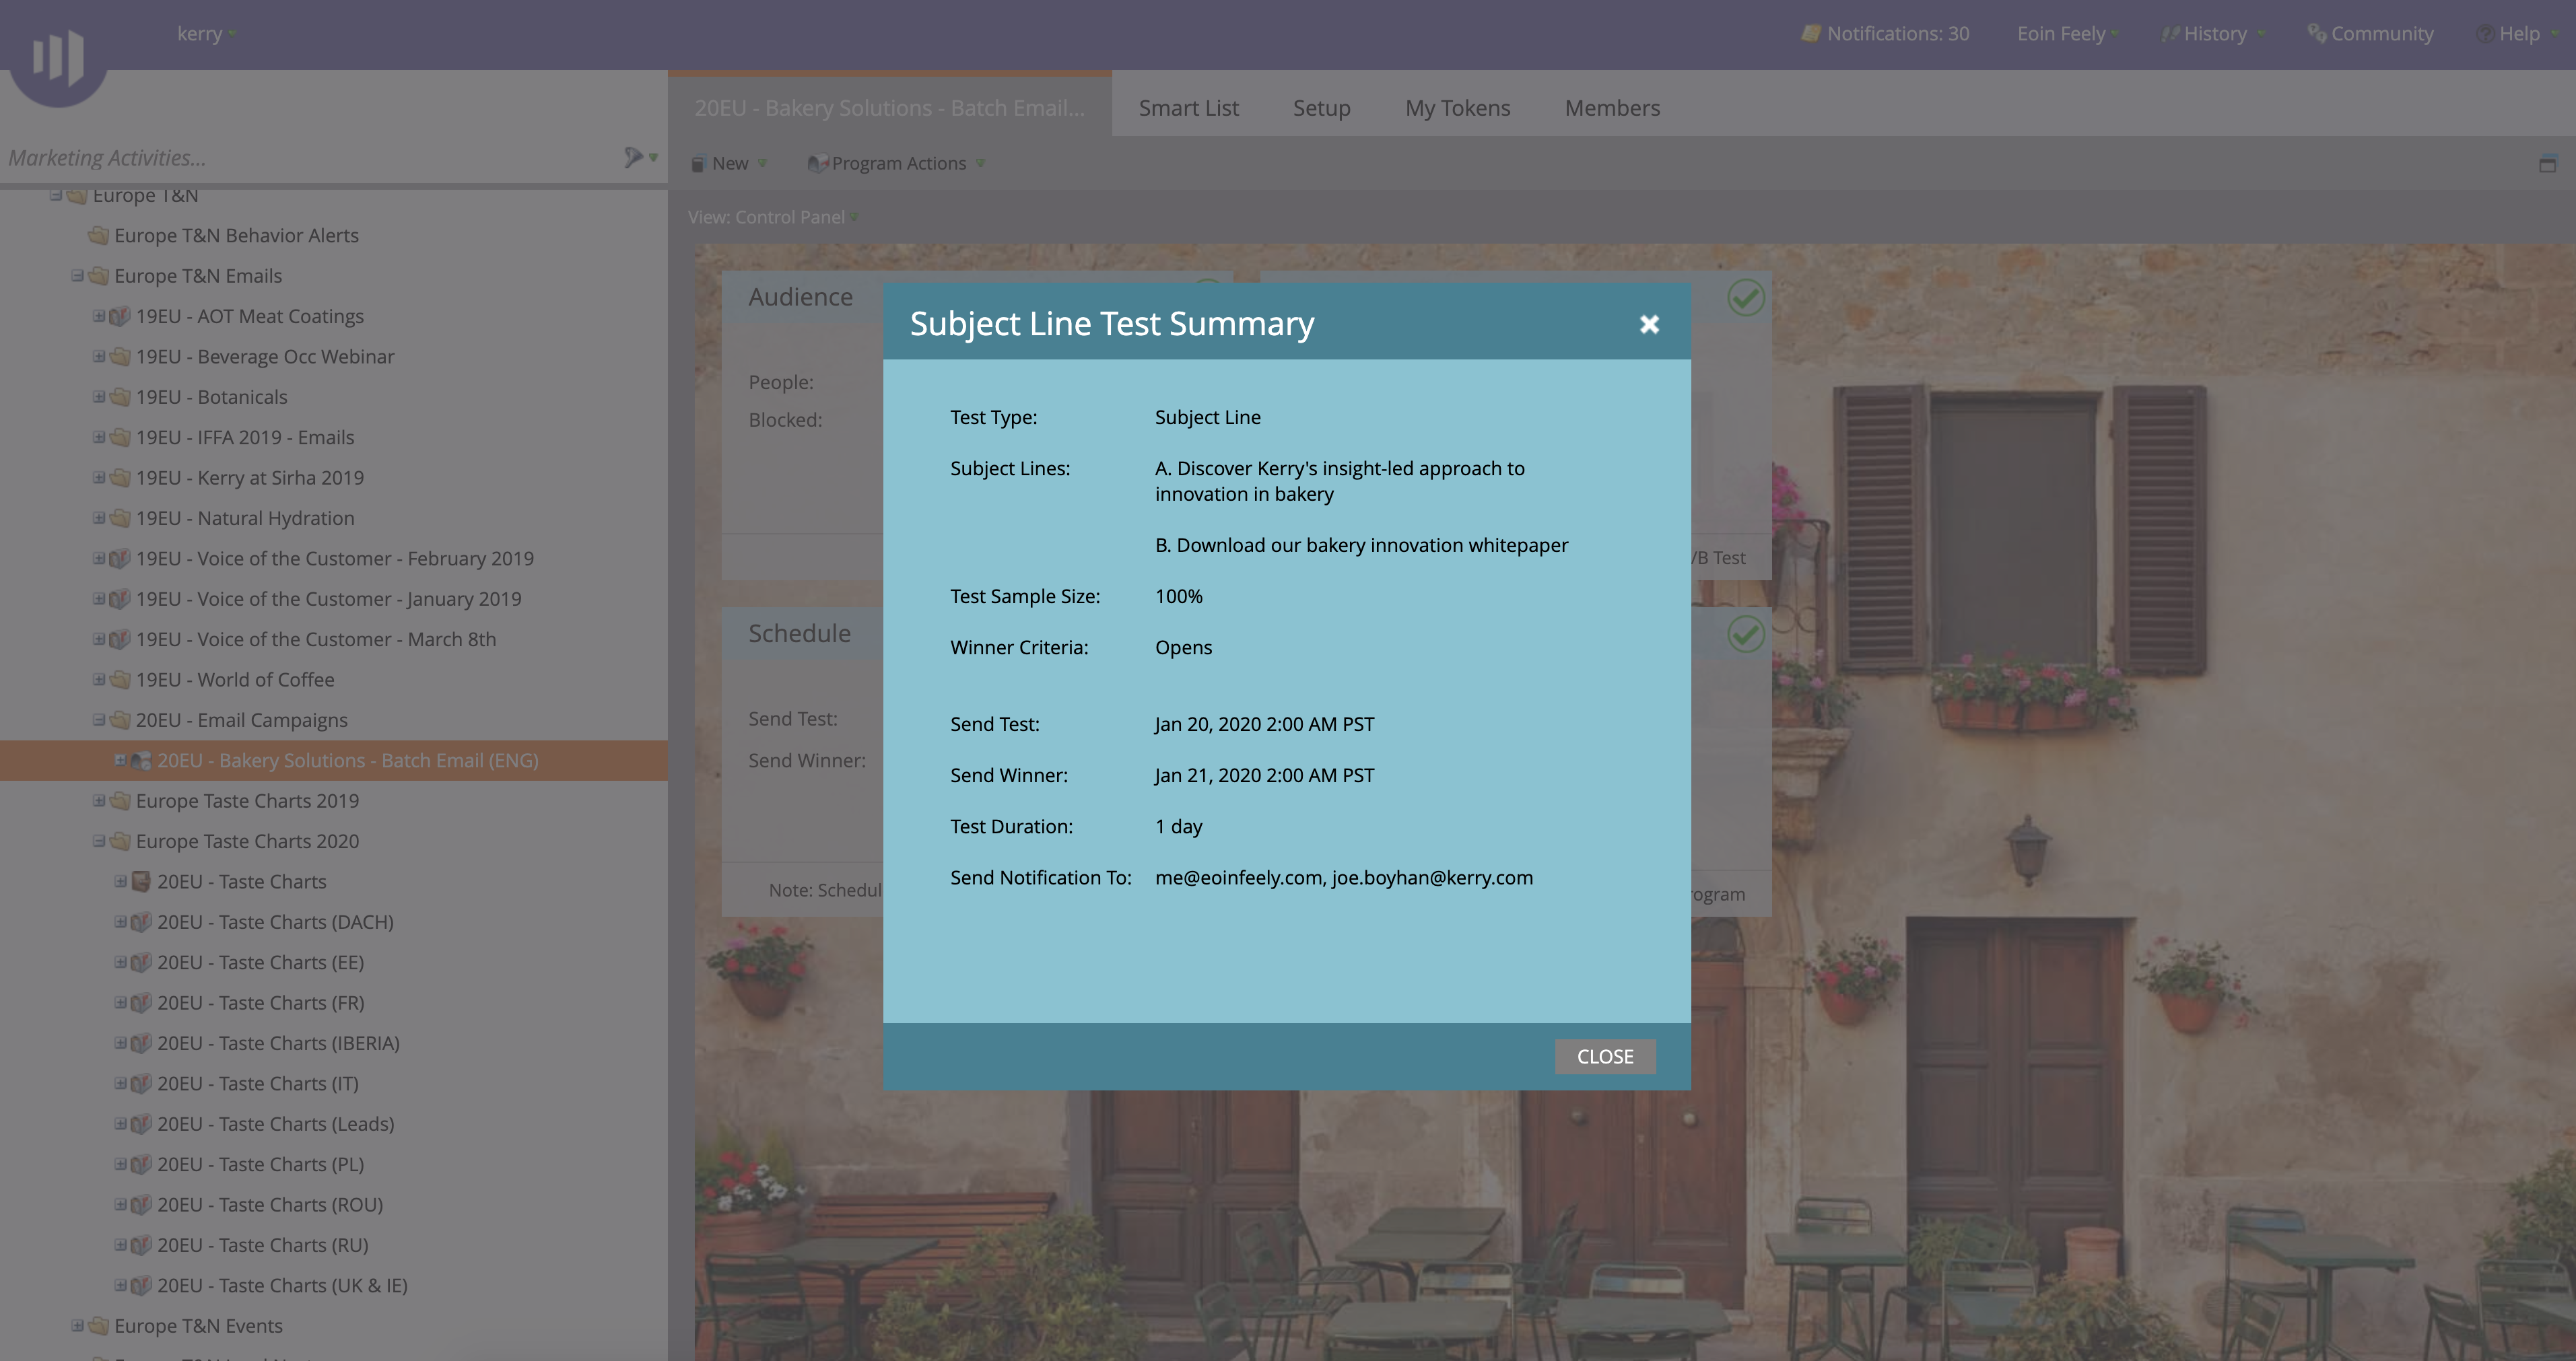 kerry
Notifications: 30
Eoin Feely
History
Community
Help
20EU - Bakery Solutions - Batch Email...
Smart List
Setup
My Tokens
Members
Marketing Activities...
New
Program Actions
View: Control Panel
Europe T&N
Europe T&N Behavior Alerts
Europe T&N Emails
19EU - AOT Meat Coatings
19EU - Beverage Occ Webinar
19EU - Botanicals
19EU - IFFA 2019 - Emails
19EU - Kerry at Sirha 2019
19EU - Natural Hydration
19EU - Voice of the Customer - February 2019
19EU - Voice of the Customer - January 2019
19EU - Voice of the Customer - March 8th
19EU - World of Coffee
20EU - Email Campaigns
20EU - Bakery Solutions - Batch Email (ENG)
Europe Taste Charts 2019
Europe Taste Charts 2020
20EU - Taste Charts
20EU - Taste Charts (DACH)
20EU - Taste Charts (EE)
20EU - Taste Charts (FR)
20EU - Taste Charts (IBERIA)
20EU - Taste Charts (IT)
20EU - Taste Charts (Leads)
20EU - Taste Charts (PL)
20EU - Taste Charts (ROU)
20EU - Taste Charts (RU)
20EU - Taste Charts (UK & IE)
Europe T&N Events
Audience
People:
Blocked:
/B Test
Schedule
Send Test:
Send Winner:
Note: Schedul
rogram
Subject Line Test Summary
Test Type: Subject Line
Subject Lines: A. Discover Kerry's insight-led approach to
innovation in bakery
B. Download our bakery innovation whitepaper
Test Sample Size: 100%
Winner Criteria: Opens
Send Test: Jan 20, 2020 2:00 AM PST
Send Winner: Jan 21, 2020 2:00 AM PST
Test Duration: 1 day
Send Notification To: me@eoinfeely.com, joe.boyhan@kerry.com
CLOSE